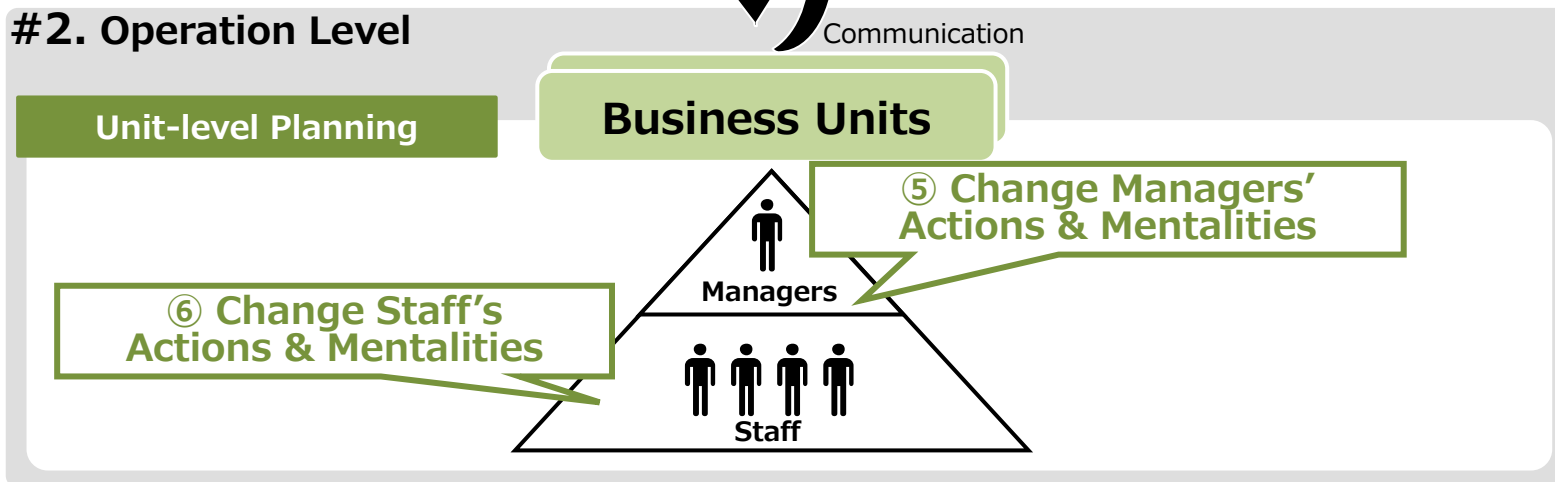 #2. Operation Level
Communication
Unit-level Planning
Business Units
⑤ Change Managers’
Actions & Mentalities
Managers
⑥ Change Staff’s
Actions & Mentalities
Staff